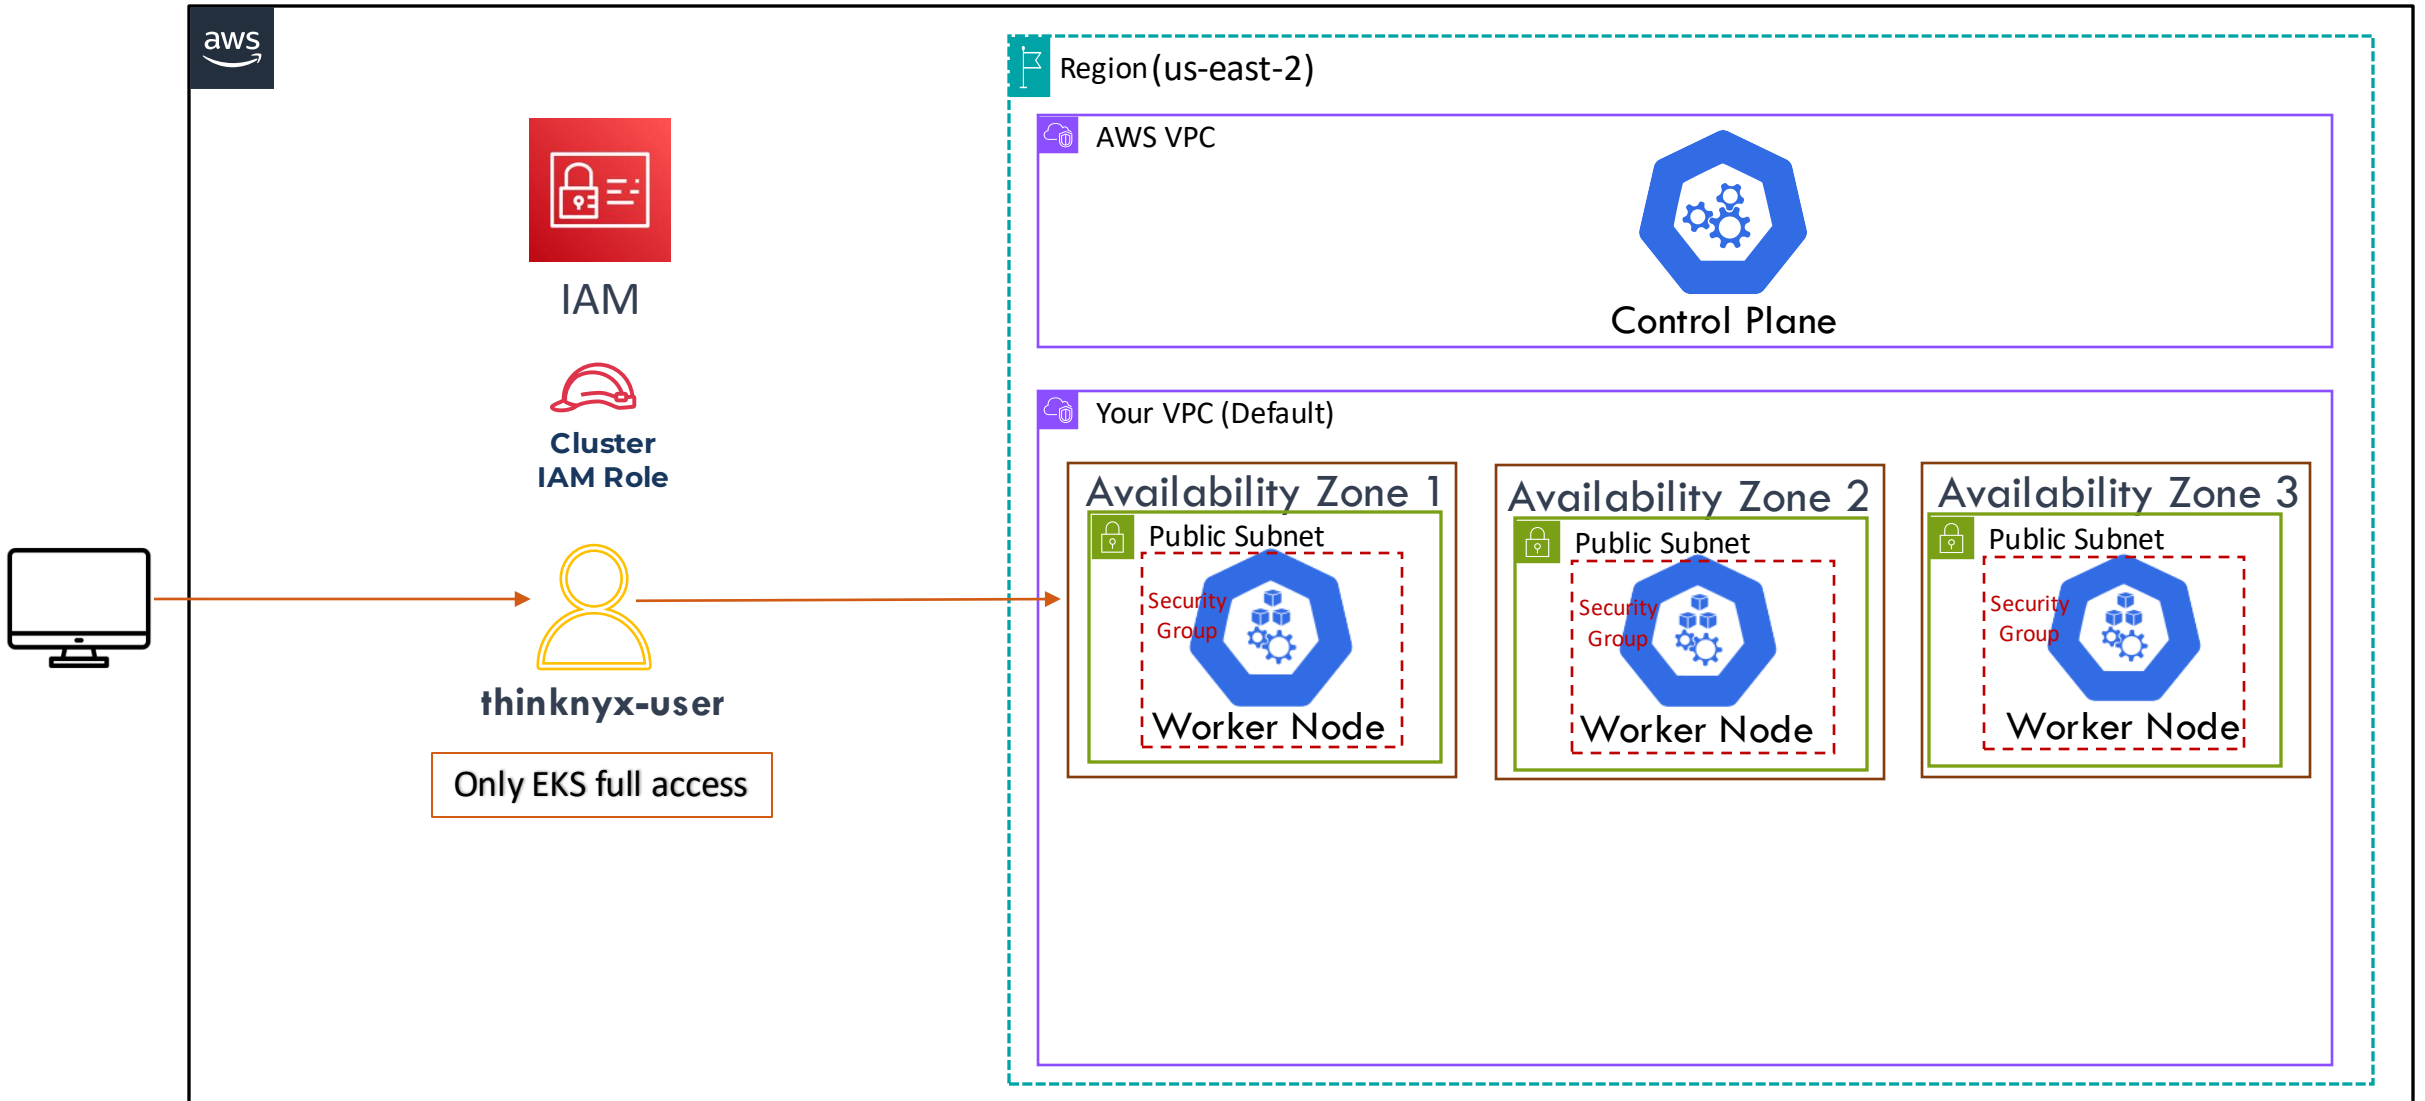 aws
Region (us-east-2)
AWS VPC
IAM
Control Plane
Cluster
IAM Role
Your VPC (Default)
Availability Zone 1
Public Subnet
Security
Group
Worker Node
Availability Zone 2
Public Subnet
Security
Group
Worker Node
Availability Zone 3
Public Subnet
Security
Group
Worker Node
thinknyx-user
Only EKS full access